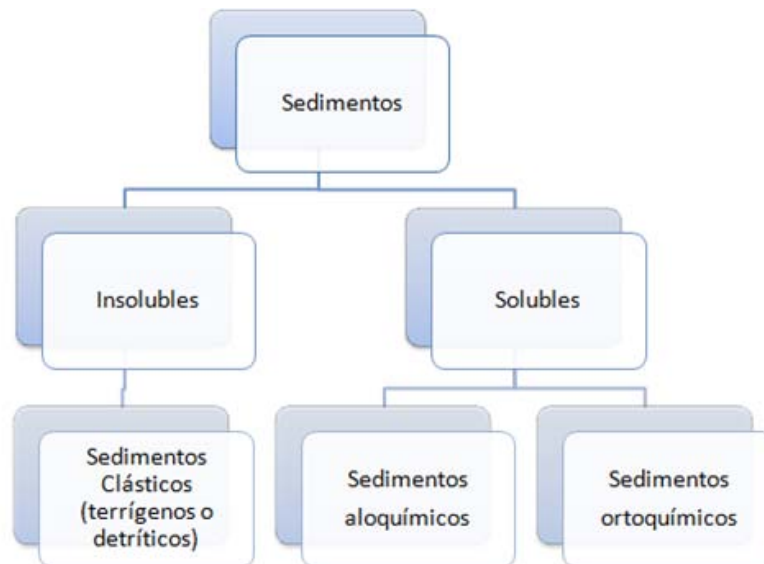 Sedimentos
Insolubles
Solubles
Sedimentos
Clásticos
(terrígenos o
detríticos)
Sedimentos
aloquímicos
Sedimentos
ortoquímicos